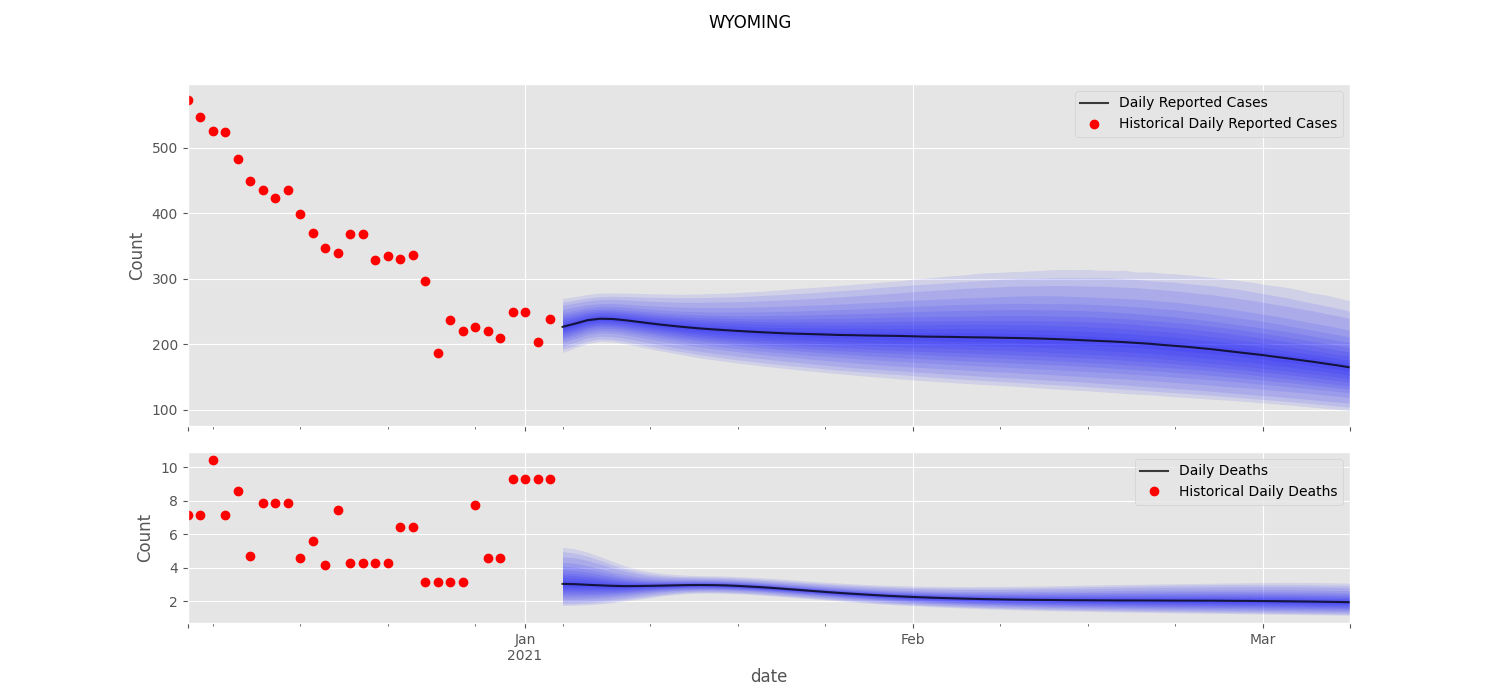 WYOMING
Daily Reported Cases
Historical Daily Reported Cases
500
400
300
200
100
Count
Daily Deaths
Historical Daily Deaths
10
8
6
4
2
Count
Jan
2021
Feb
Mar
date